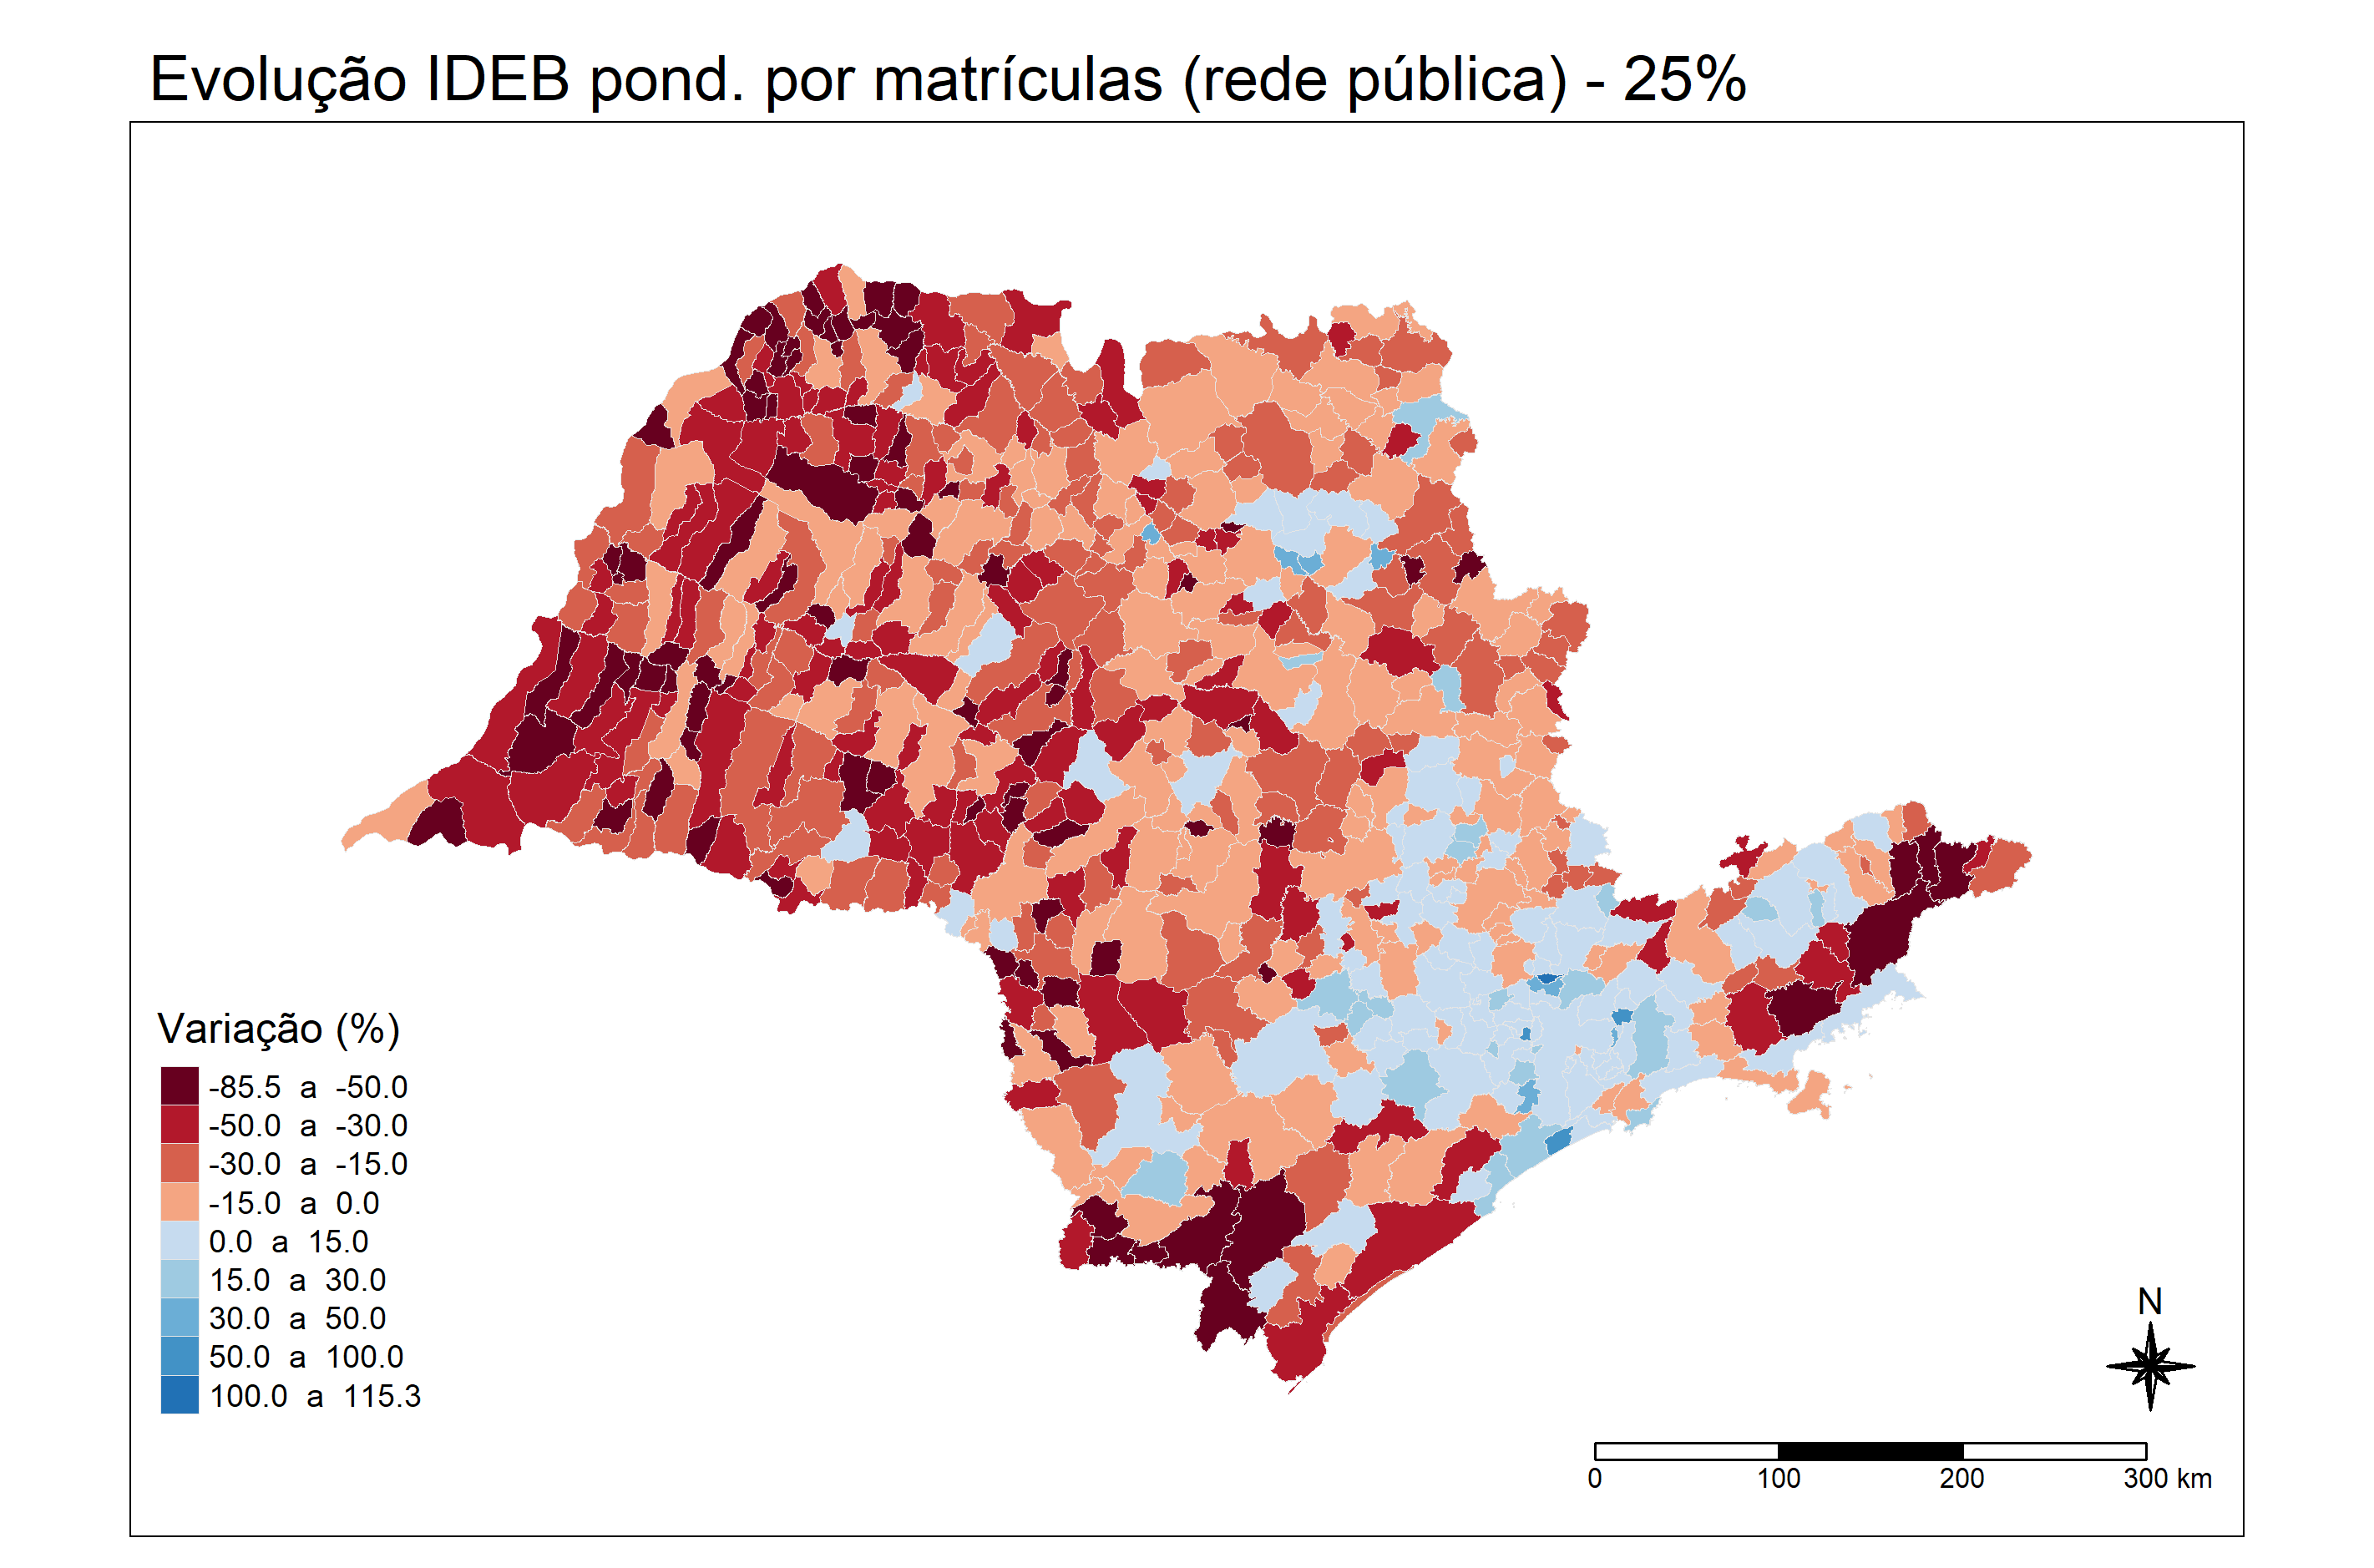 Evolução IDEB pond. por matrículas (rede pública) - 25%
Variação (%)
-85.5 a -50.0
-50.0 a -30.0
-30.0 a -15.0
-15.0 a 0.0
0.0 a 15.0
15.0 a 30.0
30.0 a 50.0
50.0 a 100.0
100.0 a 115.3
N
0 100 200 300 km